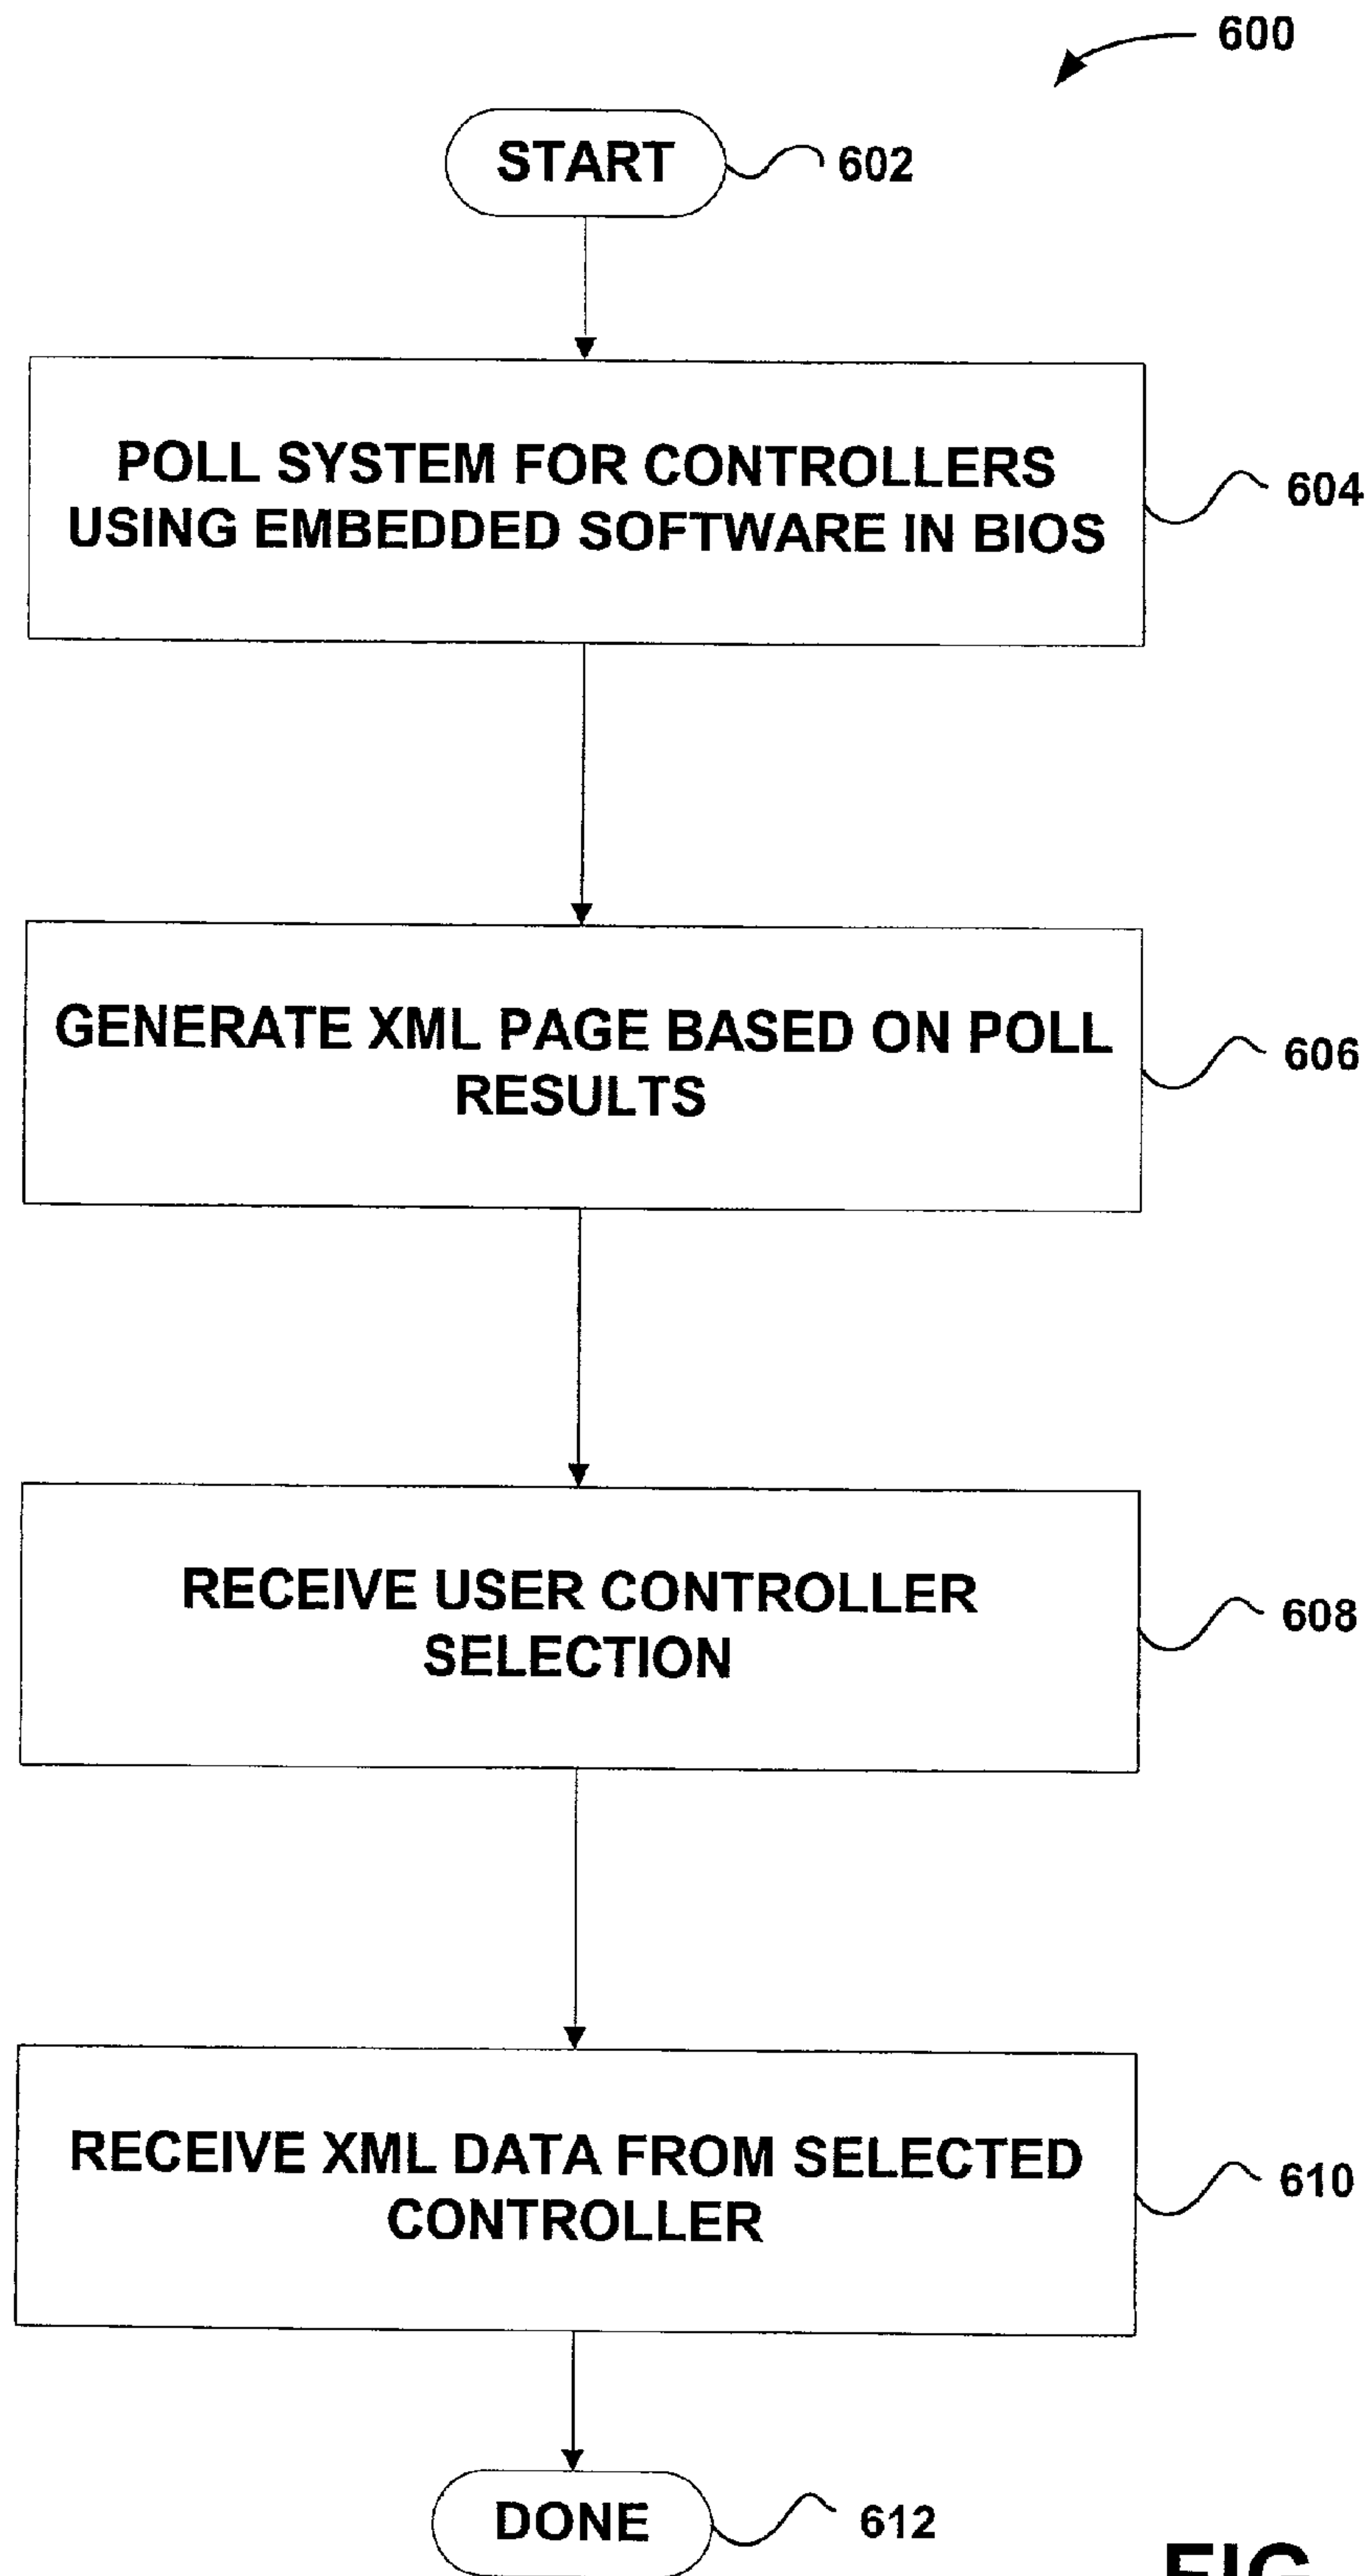 600
START
602
POLL SYSTEM FOR CONTROLLERS
USING EMBEDDED SOFTWARE IN BIOS
604
GENERATE XML PAGE BASED ON POLL
RESULTS
606
RECEIVE USER CONTROLLER
SELECTION
608
RECEIVE XML DATA FROM SELECTED
CONTROLLER
610
DONE
612
FIG